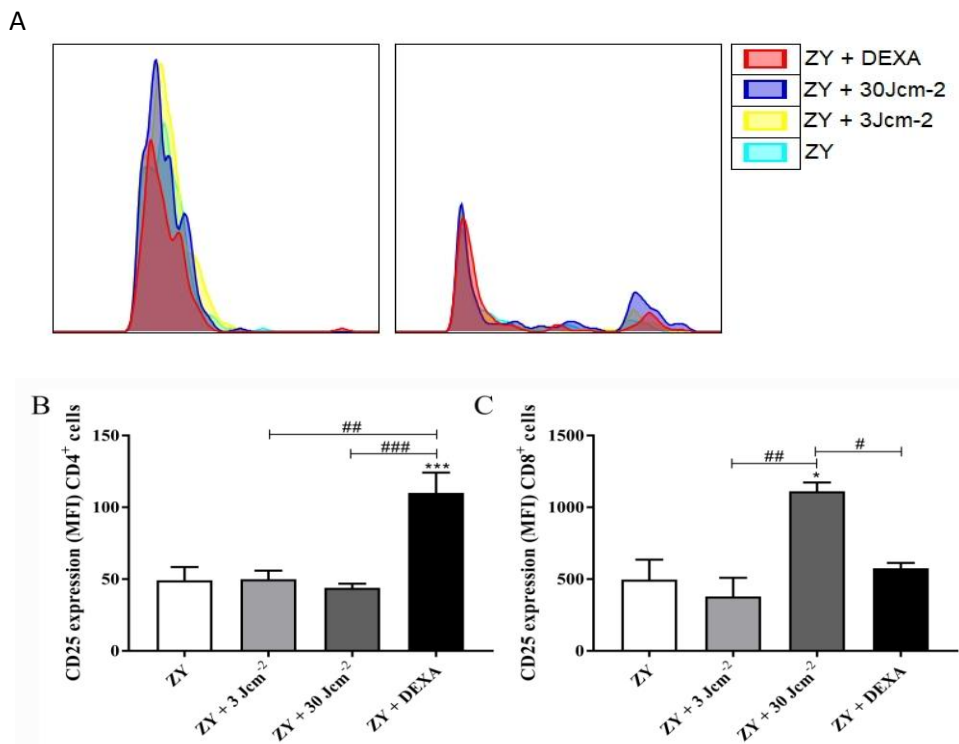 A
ZY + DEXA
ZY + 30Jcm-2
ZY + 3Jcm-2
ZY
B
CD25 expression (MFI) CD4+ cells
150
100
50
0
##
###
***
ZY
ZY + 3 Jcm-2
ZY + 30 Jcm-2
ZY + DEXA
C
CD25 expression (MFI) CD8+ cells
1500
1000
500
0
##
#
*
ZY
ZY + 3 Jcm-2
ZY + 30 Jcm-2
ZY + DEXA